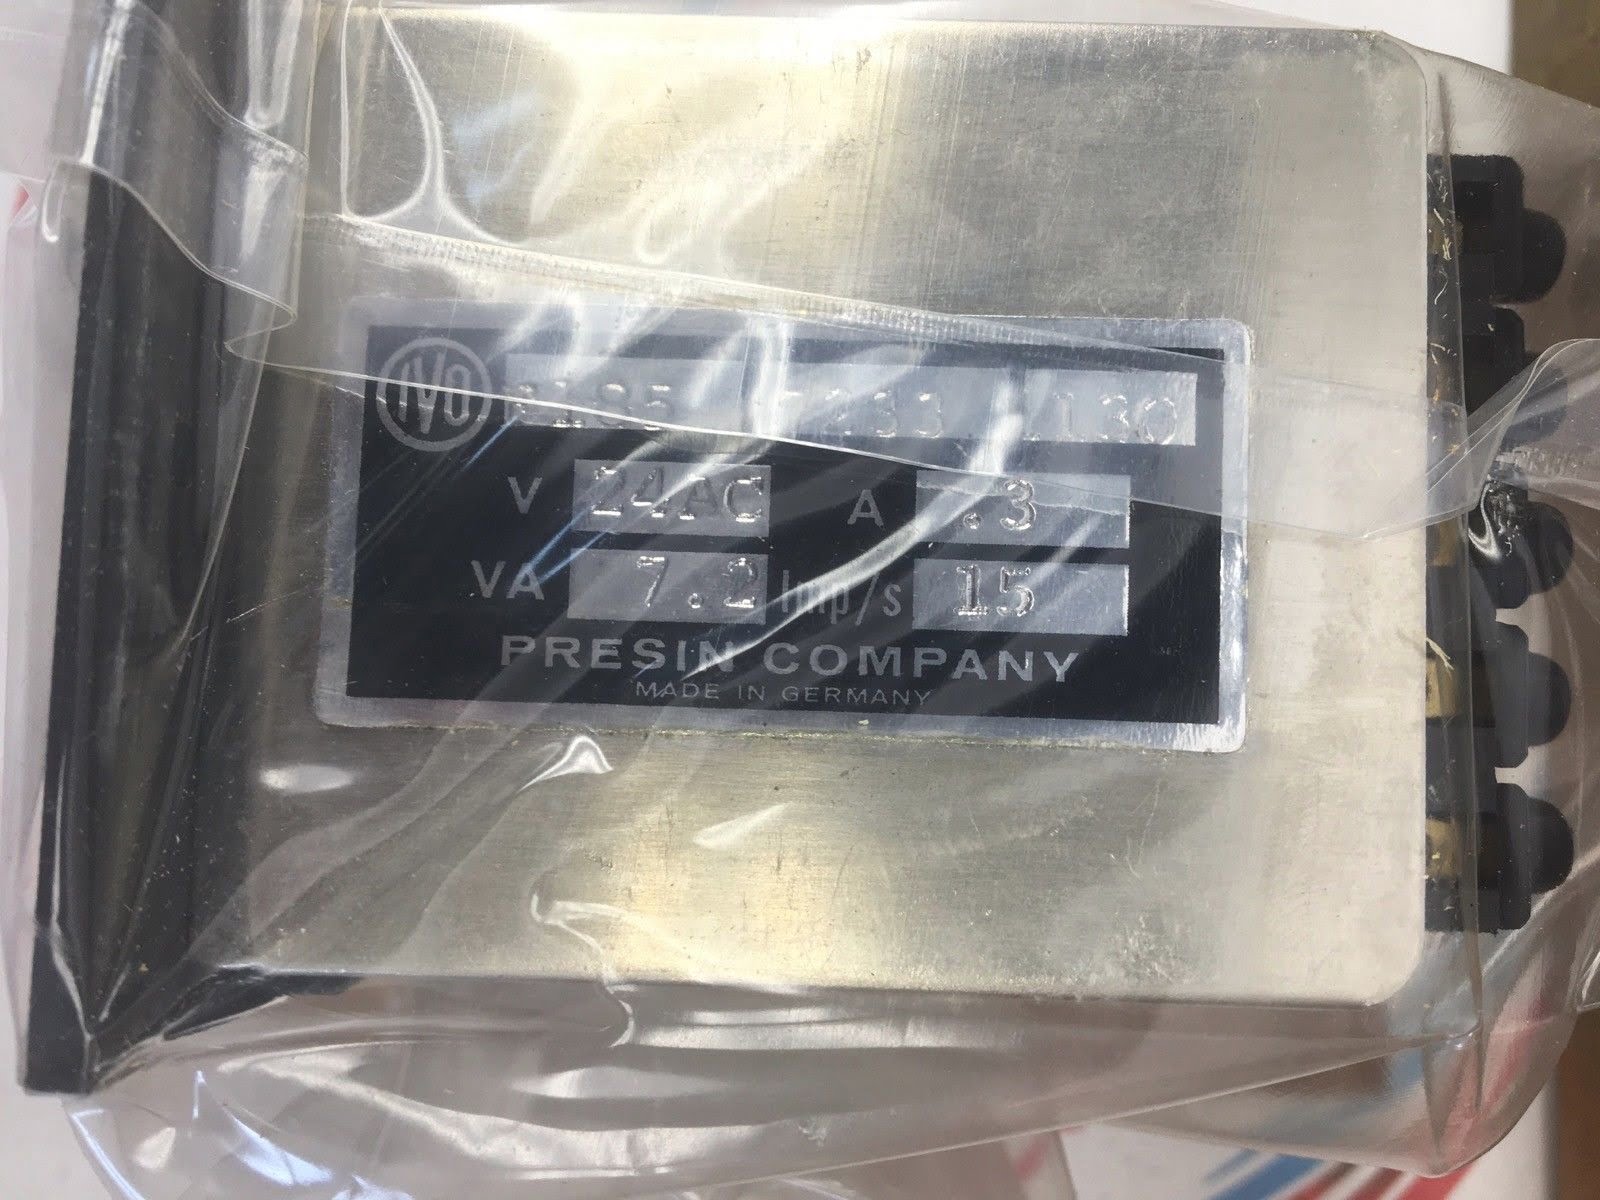 IVO
V 24AC A .3
VA 7.2 Imp/s 15
PRESIN COMPANY
MADE IN GERMANY